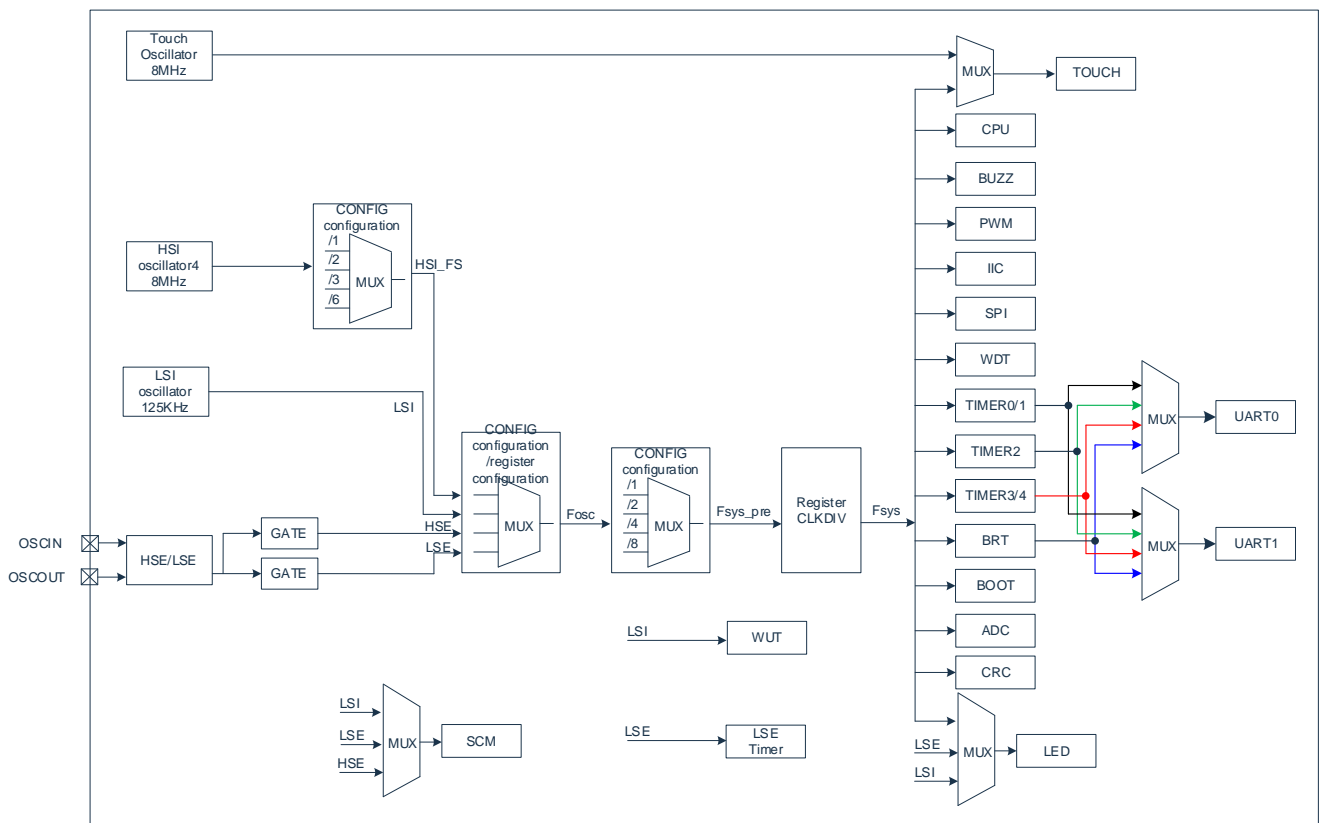 Touch
Oscillator
8MHz
MUX
TOUCH
CPU
BUZZ
PWM
IIC
SPI
WDT
TIMER0/1
TIMER2
TIMER3/4
BRT
BOOT
ADC
CRC
CONFIG
configuration
/1
/2
/3
/6
MUX
HSI_FS
HSI
oscillator4
8MHz
LSI
oscillator
125KHz
LSI
CONFIG
configuration
/register
configuration
MUX
HSE
LSE
Fosc
CONFIG
configuration
/1
/2
/4
/8
MUX
Fsys_pre
Register
CLKDIV
Fsys
MUX
UART0
MUX
UART1
OSCIN
OSCOUT
HSE/LSE
GATE
GATE
LSI
WUT
LSI
LSE
HSE
MUX
SCM
LSE
LSE
Timer
LSE
LSI
MUX
LED